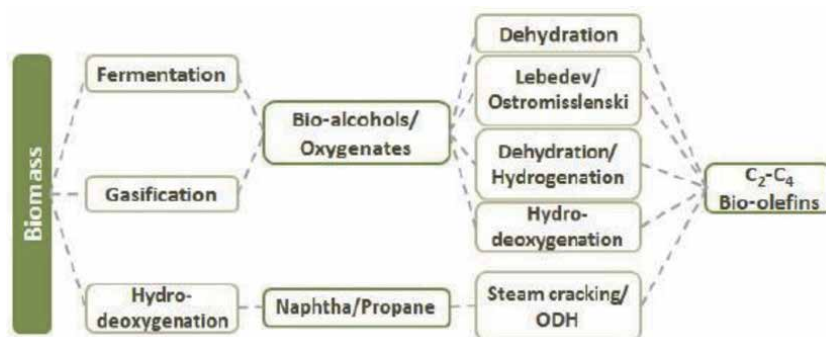 Biomass
Fermentation
Gasification
Hydro-
deoxygenation
Bio-alcohols/
Oxygenates
Naphtha/Propane
Dehydration
Lebedev/
Ostromisslenski
Dehydration/
Hydrogenation
Hydro-
deoxygenation
Steam cracking/
ODH
C₂-C₄
Bio-olefins